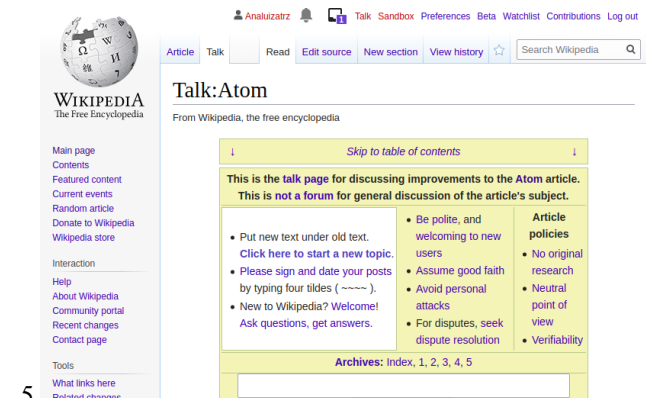 Analuizatrz 1 Talk Sandbox Preferences Beta Watchlist Contributions Log out
Article Talk Read Edit source New section View history Search Wikipedia
WIKIPEDIA
The Free Encyclopedia
Talk:Atom
From Wikipedia, the free encyclopedia
Main page
Contents
Featured content
Current events
Random article
Donate to Wikipedia
Wikipedia store
Interaction
Help
About Wikipedia
Community portal
Recent changes
Contact page
Tools
What links here
Related changes
↓ Skip to table of contents ↓
This is the talk page for discussing improvements to the Atom article.
This is not a forum for general discussion of the article's subject.
• Put new text under old text.
Click here to start a new topic.
• Please sign and date your posts
by typing four tildes ( ~~~~ ).
• New to Wikipedia? Welcome!
Ask questions, get answers.
• Be polite, and
welcoming to new
users
• Assume good faith
• Avoid personal
attacks
• For disputes, seek
dispute resolution
Article
policies
• No original
research
• Neutral
point of
view
• Verifiability
Archives: Index, 1, 2, 3, 4, 5
5